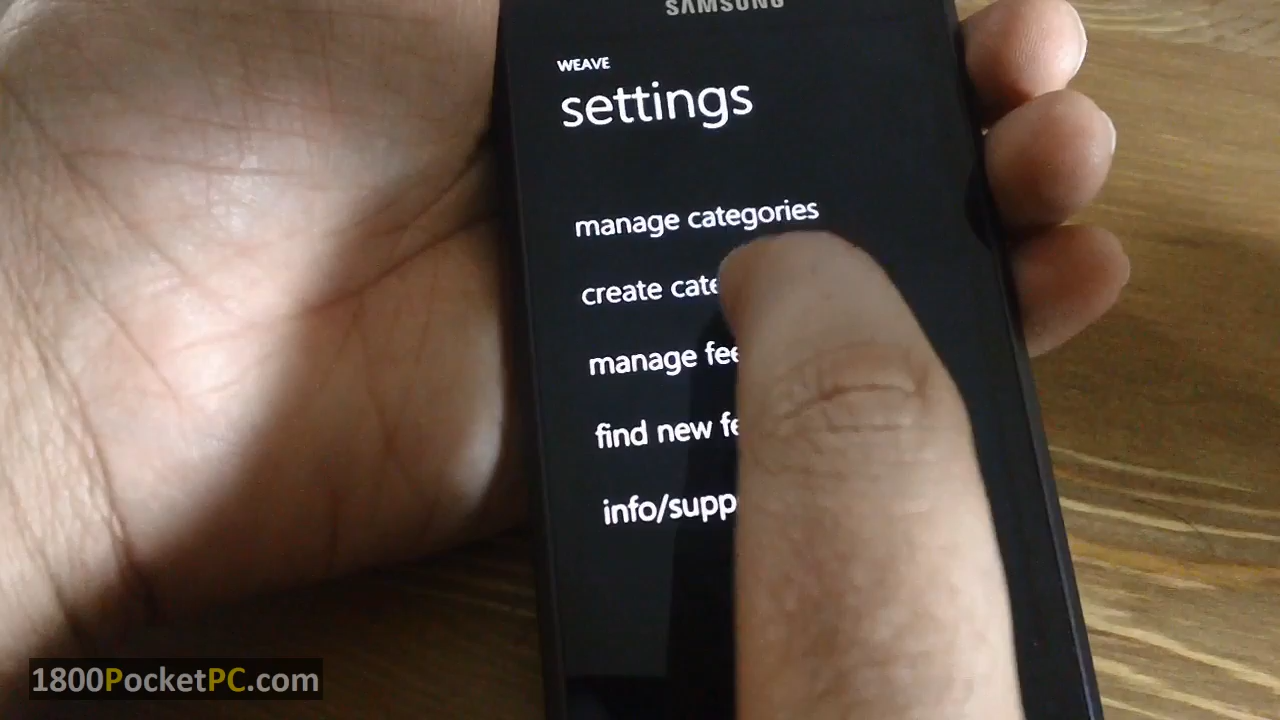 SAMSUNG
WEAVE
settings
manage categories
create cate
manage fee
find new fe
info/supp
1800PocketPC.com